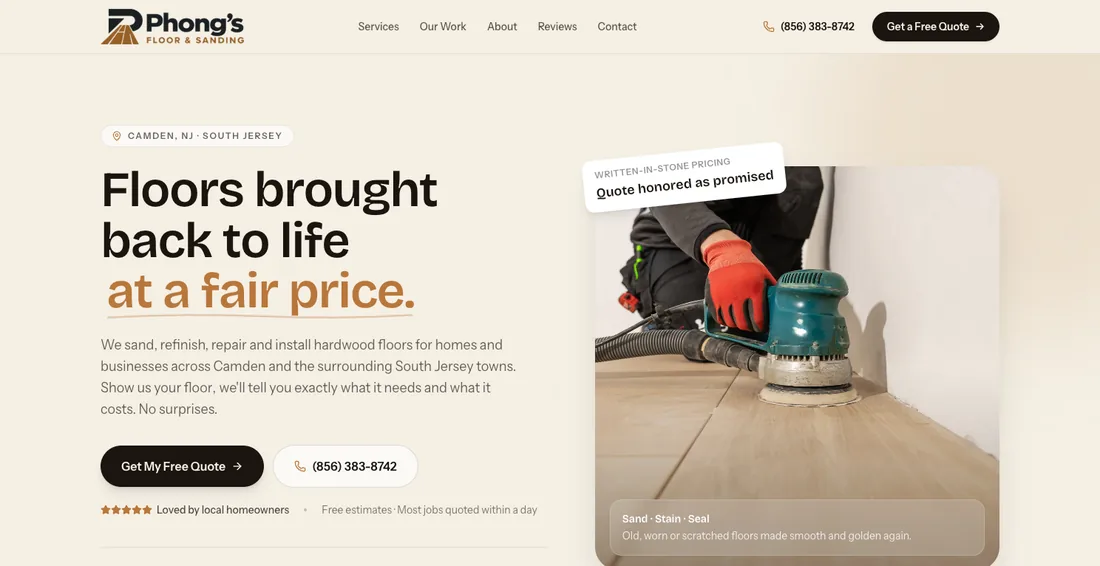 Phong's
FLOOR & SANDING
Services Our Work About Reviews Contact
(856) 383-8742
Get a Free Quote →
CAMDEN, NJ · SOUTH JERSEY
Floors brought
back to life
at a fair price.
We sand, refinish, repair and install hardwood floors for homes and
businesses across Camden and the surrounding South Jersey towns.
Show us your floor, we'll tell you exactly what it needs and what it
costs. No surprises.
Get My Free Quote →
(856) 383-8742
Loved by local homeowners • Free estimates · Most jobs quoted within a day
WRITTEN-IN-STONE PRICING
Quote honored as promised
Sand · Stain · Seal
Old, worn or scratched floors made smooth and golden again.